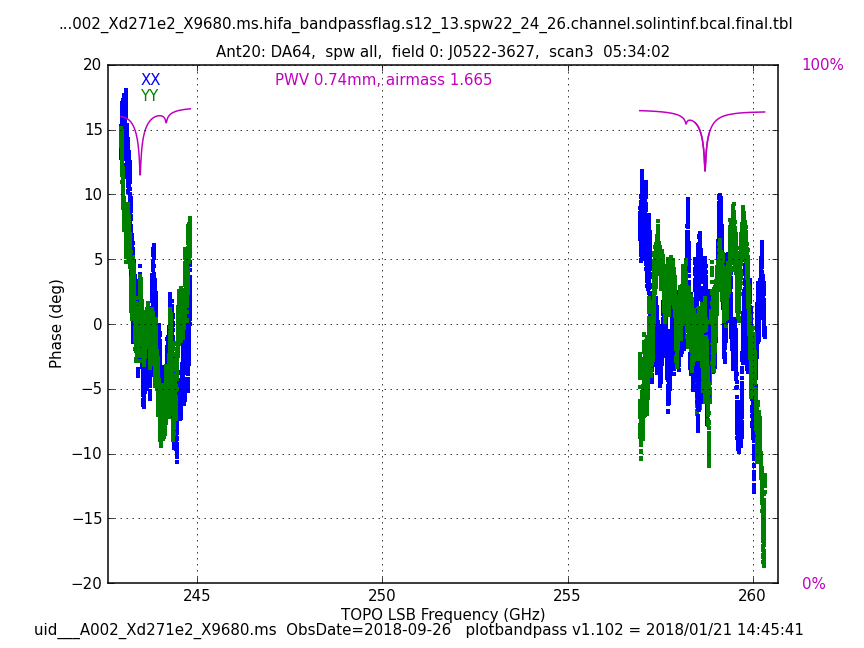 ...002_Xd271e2_X9680.ms.hifa_bandpassflag.s12_13.spw22_24_26.channel.solintinf.bcal.final.tbl
Ant20: DA64,  spw all,  field 0: J0522-3627,  scan3  05:34:02
XX
YY
PWV 0.74mm, airmass 1.665
100%
0%
20
15
10
5
0
−5
−10
−15
−20
Phase (deg)
245
250
255
260
TOPO LSB Frequency (GHz)
uid___A002_Xd271e2_X9680.ms  ObsDate=2018-09-26   plotbandpass v1.102 = 2018/01/21 14:45:41